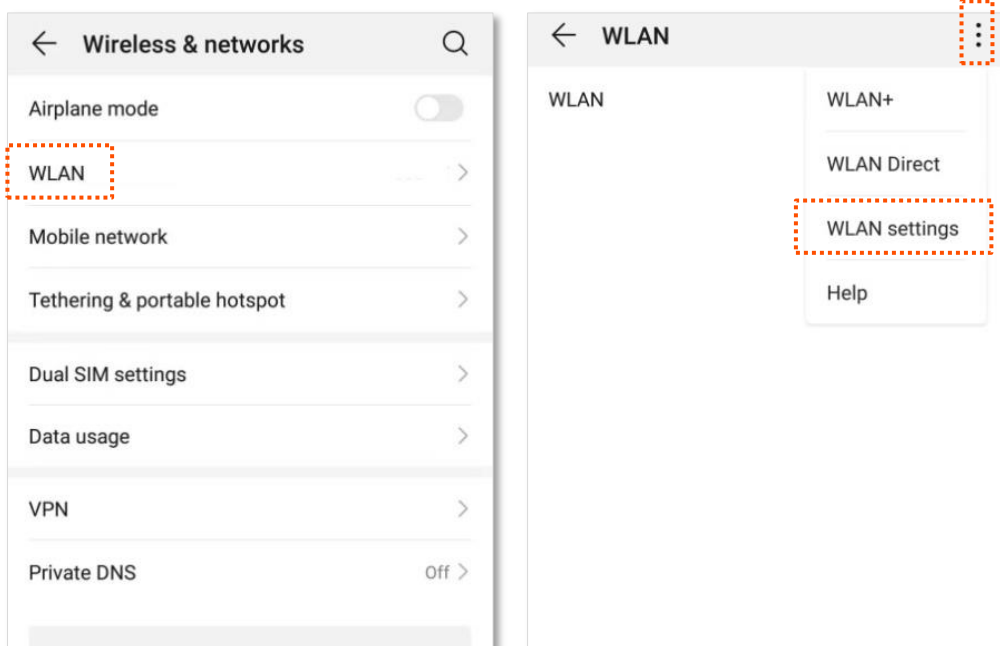 Wireless & networks
Airplane mode
WLAN
Mobile network
Tethering & portable hotspot
Dual SIM settings
Data usage
VPN
Private DNS
Off
WLAN
WLAN
WLAN+
WLAN Direct
WLAN settings
Help